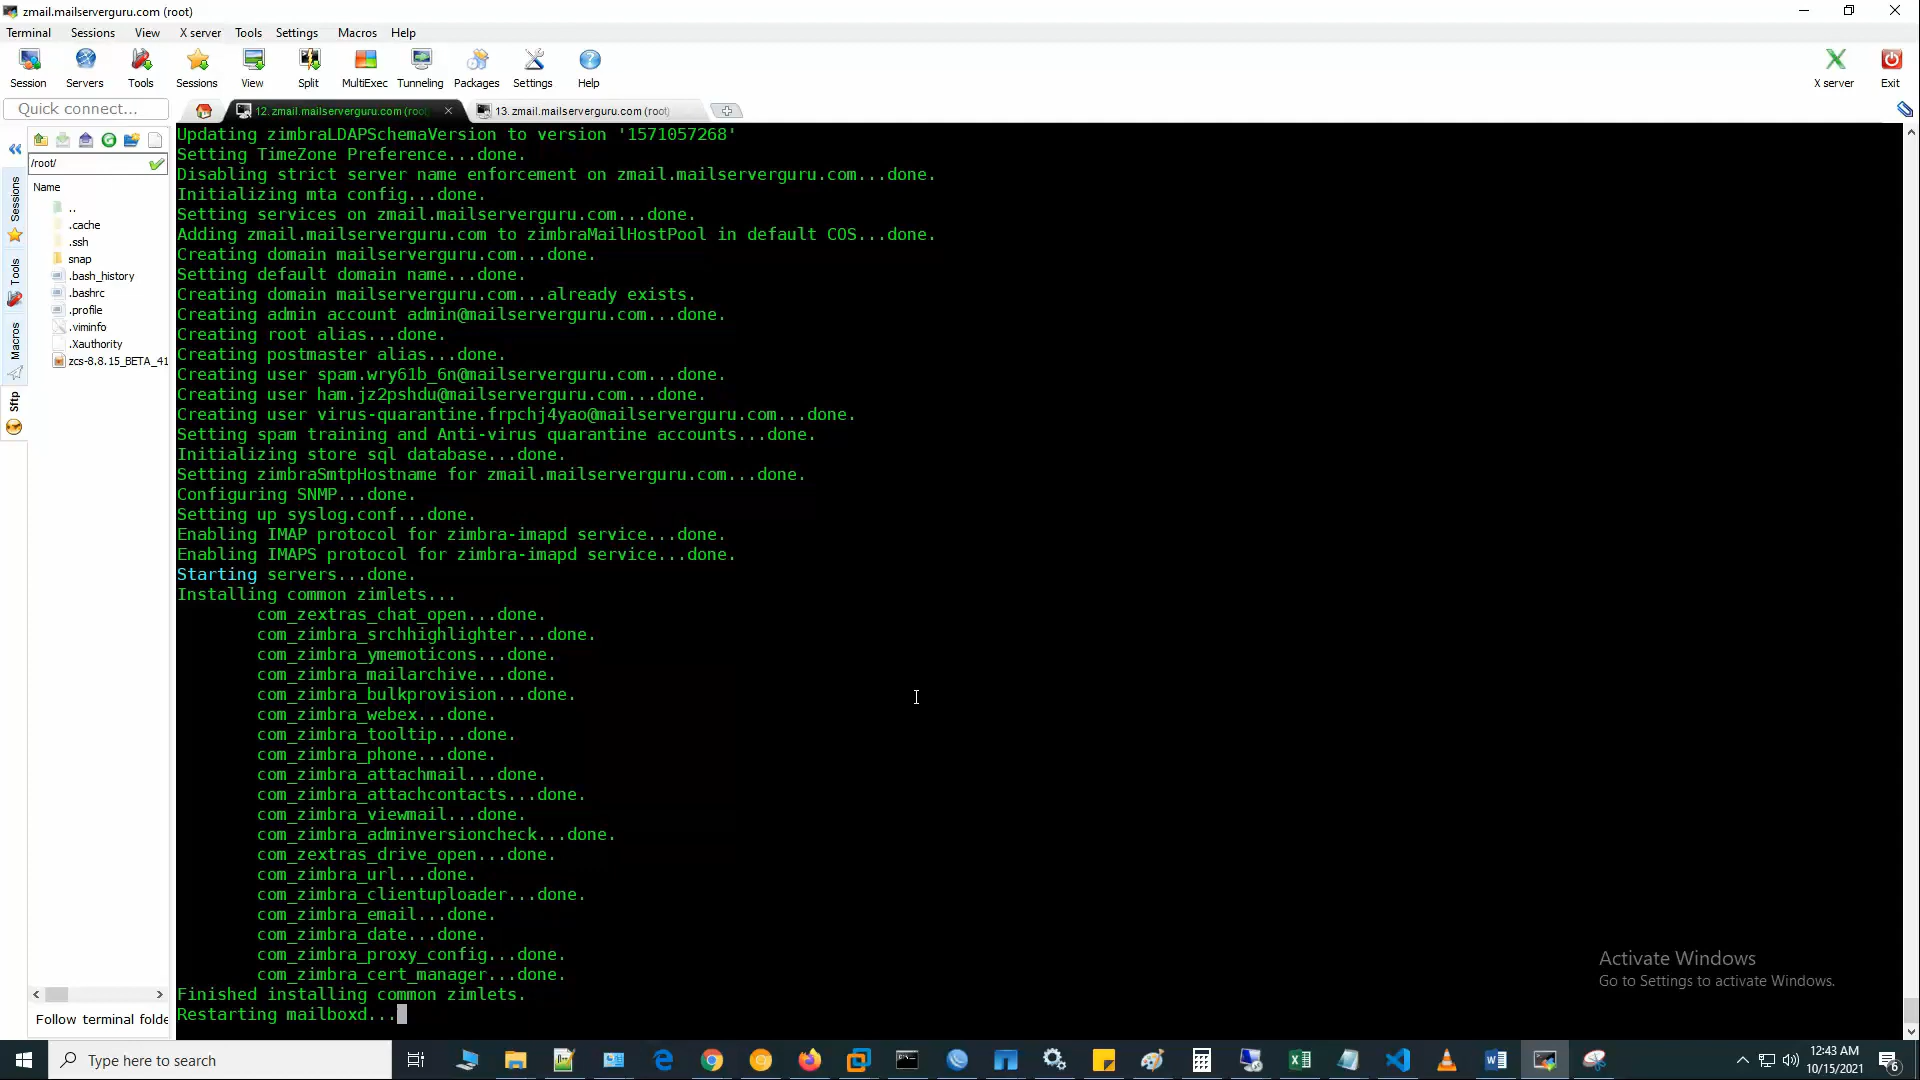 zmail.mailserverguru.com (root)
Terminal Sessions View X server Tools Settings Macros Help
Session Servers Tools Sessions View Split MultiExec Tunneling Packages Settings Help X server Exit
Quick connect...
12. zmail.mailserverguru.com (root
13. zmail.mailserverguru.com (root)
/root/
Name
..
.cache
.ssh
snap
.bash_history
.bashrc
.profile
.viminfo
.Xauthority
zcs-8.8.15_BETA_41
Sessions
Tools
Macros
Sftp
Follow terminal folde
Updating zimbraLDAPSchemaVersion to version '1571057268'
Setting TimeZone Preference...done.
Disabling strict server name enforcement on zmail.mailserverguru.com...done.
Initializing mta config...done.
Setting services on zmail.mailserverguru.com...done.
Adding zmail.mailserverguru.com to zimbraMailHostPool in default COS...done.
Creating domain mailserverguru.com...done.
Setting default domain name...done.
Creating domain mailserverguru.com...already exists.
Creating admin account admin@mailserverguru.com...done.
Creating root alias...done.
Creating postmaster alias...done.
Creating user spam.wry61b_6n@mailserverguru.com...done.
Creating user ham.jz2pshdu@mailserverguru.com...done.
Creating user virus-quarantine.frpchj4yao@mailserverguru.com...done.
Setting spam training and Anti-virus quarantine accounts...done.
Initializing store sql database...done.
Setting zimbraSmtpHostname for zmail.mailserverguru.com...done.
Configuring SNMP...done.
Setting up syslog.conf...done.
Enabling IMAP protocol for zimbra-imapd service...done.
Enabling IMAPS protocol for zimbra-imapd service...done.
Starting servers...done.
Installing common zimlets...
com_zextras_chat_open...done.
com_zimbra_srchhighlighter...done.
com_zimbra_ymemoticons...done.
com_zimbra_mailarchive...done.
com_zimbra_bulkprovision...done.
com_zimbra_webex...done.
com_zimbra_tooltip...done.
com_zimbra_phone...done.
com_zimbra_attachmail...done.
com_zimbra_attachcontacts...done.
com_zimbra_viewmail...done.
com_zimbra_adminversioncheck...done.
com_zextras_drive_open...done.
com_zimbra_url...done.
com_zimbra_clientuploader...done.
com_zimbra_email...done.
com_zimbra_date...done.
com_zimbra_proxy_config...done.
com_zimbra_cert_manager...done.
Finished installing common zimlets.
Restarting mailboxd...
Activate Windows
Go to Settings to activate Windows.
Type here to search
12:43 AM
10/15/2021
6